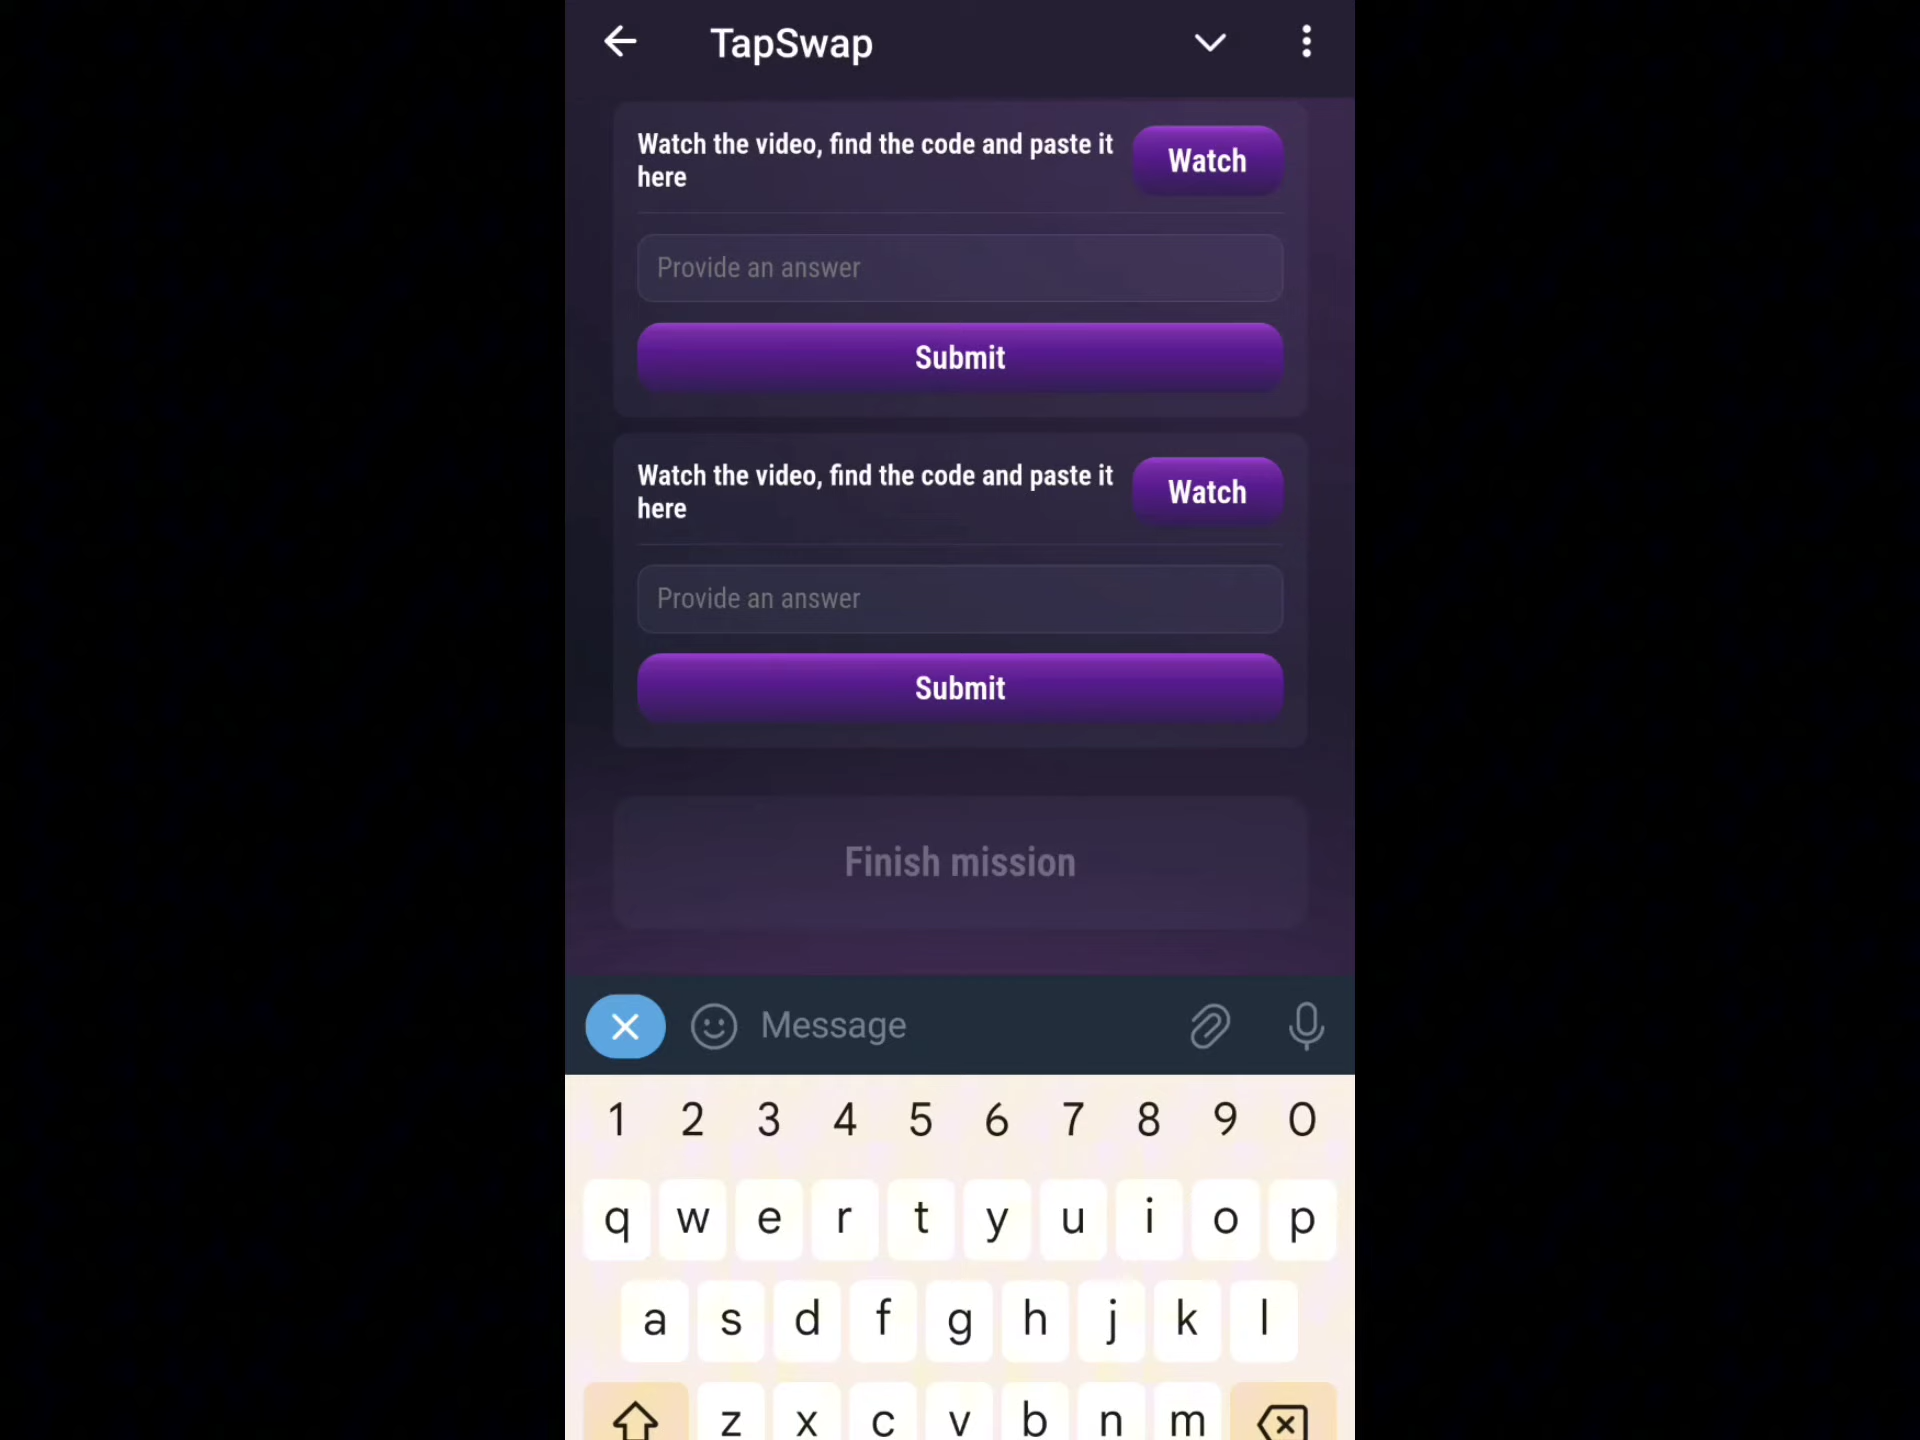 TapSwap
Watch the video, find the code and paste it
here
Watch
Provide an answer
Submit
Watch the video, find the code and paste it
here
Watch
Provide an answer
Submit
Finish mission
Message
1 2 3 4 5 6 7 8 9 0
q w e r t y u i o p
a s d f g h j k l
z x c v b n m